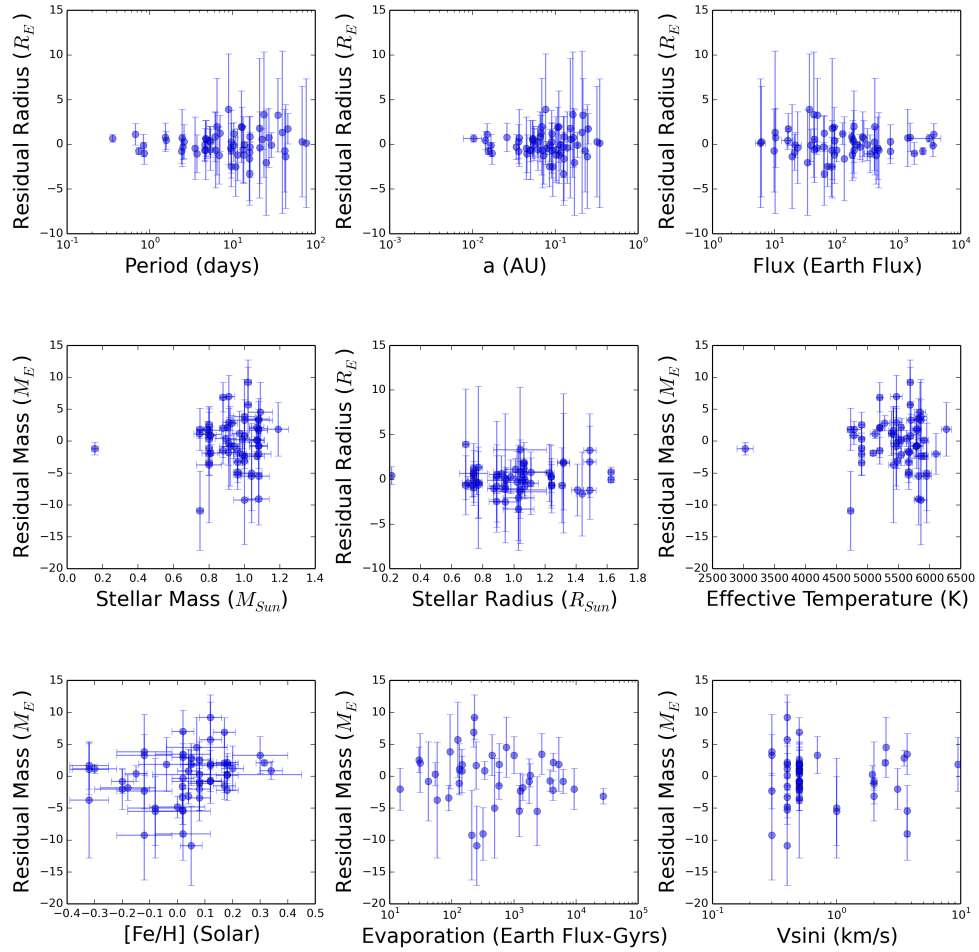 15 10 5 0 −5 −10
Residual Radius (R_E)
10^-1 10^0 10^1 10^2
Period (days)
15 10 5 0 −5 −10
Residual Radius (R_E)
10^-3 10^-2 10^-1 10^0
a (AU)
15 10 5 0 −5 −10
Residual Radius (R_E)
10^0 10^1 10^2 10^3 10^4
Flux (Earth Flux)
15 10 5 0 −5 −10 −15 −20
Residual Mass (M_E)
0.0 0.2 0.4 0.6 0.8 1.0 1.2 1.4
Stellar Mass (M_Sun)
15 10 5 0 −5 −10
Residual Radius (R_E)
0.2 0.4 0.6 0.8 1.0 1.2 1.4 1.6
Stellar Radius (R_Sun)
15 10 5 0 −5 −10 −15 −20
Residual Mass (M_E)
2500 3000 3500 4000 4500 5000 5500 6000 6500
Effective Temperature (K)
15 10 5 0 −5 −10 −15 −20
Residual Mass (M_E)
−0.4 −0.3 −0.2 −0.1 0.0 0.1 0.2 0.3 0.4 0.5
[Fe/H] (Solar)
15 10 5 0 −5 −10 −15 −20
Residual Mass (M_E)
10^1 10^2 10^3 10^4 10^5
Evaporation (Earth Flux-Gyrs)
15 10 5 0 −5 −10 −15 −20
Residual Mass (M_E)
10^-1 10^0 10^1
Vsini (km/s)